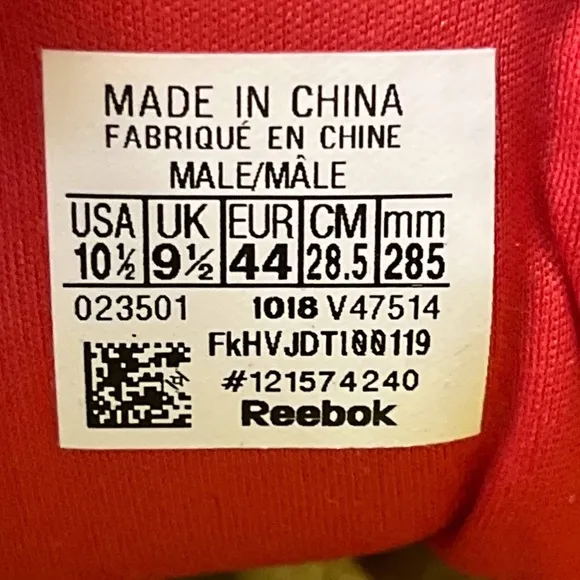 MADE IN CHINA
FABRIQUÉ EN CHINE
MALE/MÂLE
USA UK EUR CM mm
10½ 9½ 44 28.5 285
023501 1018 V47514
FkHVJDTl00119
#121574240
Reebok